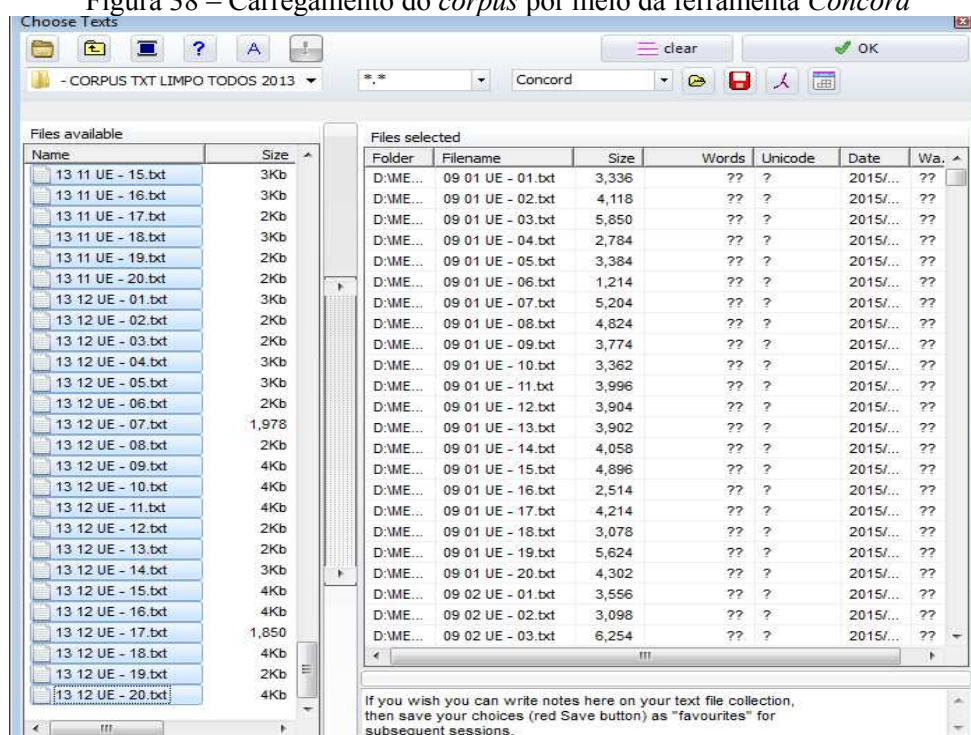 Figura 38 – Carregamento do corpus por meio da ferramenta Concord
Choose Texts
? A clear OK
- CORPUS TXT LIMPO TODOS 2013 *.* Concord
Files available
Name Size
13 11 UE - 15.txt 3Kb
13 11 UE - 16.txt 3Kb
13 11 UE - 17.txt 2Kb
13 11 UE - 18.txt 3Kb
13 11 UE - 19.txt 2Kb
13 11 UE - 20.txt 2Kb
13 12 UE - 01.txt 3Kb
13 12 UE - 02.txt 2Kb
13 12 UE - 03.txt 2Kb
13 12 UE - 04.txt 3Kb
13 12 UE - 05.txt 3Kb
13 12 UE - 06.txt 2Kb
13 12 UE - 07.txt 1,978
13 12 UE - 08.txt 2Kb
13 12 UE - 09.txt 4Kb
13 12 UE - 10.txt 4Kb
13 12 UE - 11.txt 4Kb
13 12 UE - 12.txt 2Kb
13 12 UE - 13.txt 2Kb
13 12 UE - 14.txt 3Kb
13 12 UE - 15.txt 4Kb
13 12 UE - 16.txt 4Kb
13 12 UE - 17.txt 1,850
13 12 UE - 18.txt 4Kb
13 12 UE - 19.txt 2Kb
13 12 UE - 20.txt 4Kb
Files selected
Folder Filename Size Words Unicode Date Wa.
D:\ME... 09 01 UE - 01.txt 3,336 ?? ? 2015/... ??
D:\ME... 09 01 UE - 02.txt 4,118 ?? ? 2015/... ??
D:\ME... 09 01 UE - 03.txt 5,850 ?? ? 2015/... ??
D:\ME... 09 01 UE - 04.txt 2,784 ?? ? 2015/... ??
D:\ME... 09 01 UE - 05.txt 3,384 ?? ? 2015/... ??
D:\ME... 09 01 UE - 06.txt 1,214 ?? ? 2015/... ??
D:\ME... 09 01 UE - 07.txt 5,204 ?? ? 2015/... ??
D:\ME... 09 01 UE - 08.txt 4,824 ?? ? 2015/... ??
D:\ME... 09 01 UE - 09.txt 3,774 ?? ? 2015/... ??
D:\ME... 09 01 UE - 10.txt 3,362 ?? ? 2015/... ??
D:\ME... 09 01 UE - 11.txt 3,996 ?? ? 2015/... ??
D:\ME... 09 01 UE - 12.txt 3,904 ?? ? 2015/... ??
D:\ME... 09 01 UE - 13.txt 3,902 ?? ? 2015/... ??
D:\ME... 09 01 UE - 14.txt 4,058 ?? ? 2015/... ??
D:\ME... 09 01 UE - 15.txt 4,896 ?? ? 2015/... ??
D:\ME... 09 01 UE - 16.txt 2,514 ?? ? 2015/... ??
D:\ME... 09 01 UE - 17.txt 4,214 ?? ? 2015/... ??
D:\ME... 09 01 UE - 18.txt 3,078 ?? ? 2015/... ??
D:\ME... 09 01 UE - 19.txt 5,624 ?? ? 2015/... ??
D:\ME... 09 01 UE - 20.txt 4,302 ?? ? 2015/... ??
D:\ME... 09 02 UE - 01.txt 3,556 ?? ? 2015/... ??
D:\ME... 09 02 UE - 02.txt 3,098 ?? ? 2015/... ??
D:\ME... 09 02 UE - 03.txt 6,254 ?? ? 2015/... ??
If you wish you can write notes here on your text file collection,
then save your choices (red Save button) as "favourites" for
subsequent sessions.